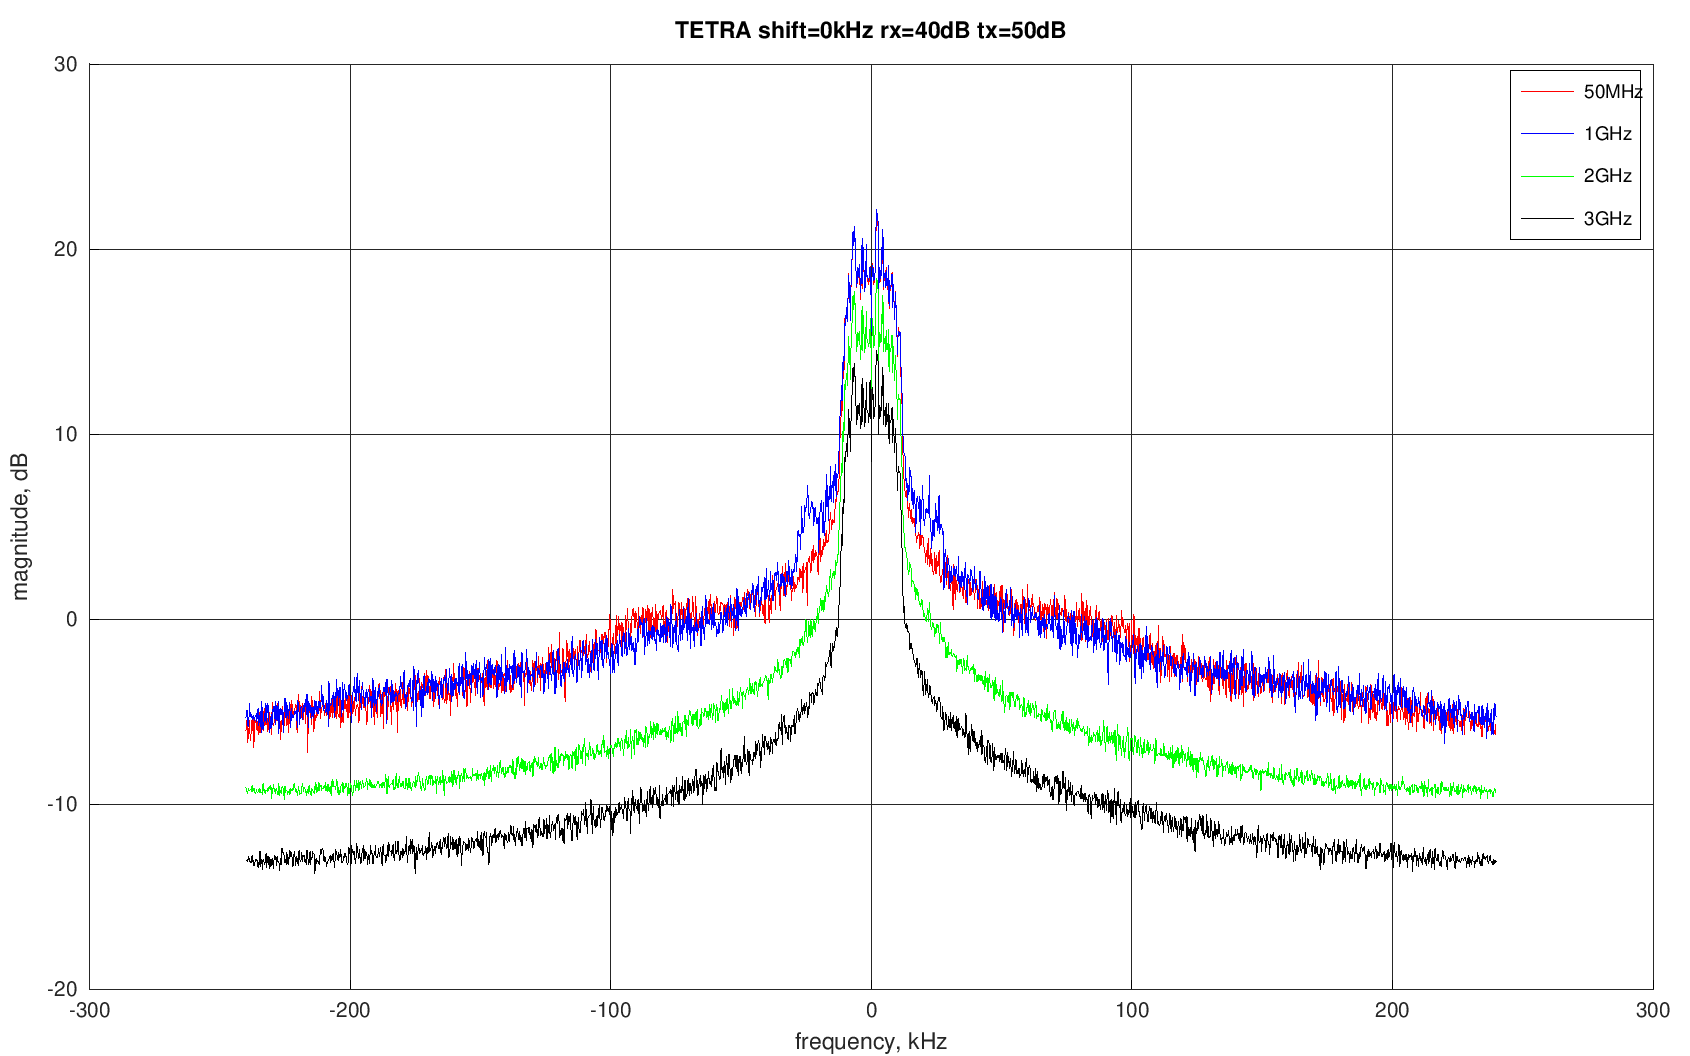 TETRA shift=0kHz rx=40dB tx=50dB
30
50MHz
1GHz
2GHz
3GHz
20
10
magnitude, dB
0
-10
-20
-300 -200 -100 0 100 200 300
frequency, kHz